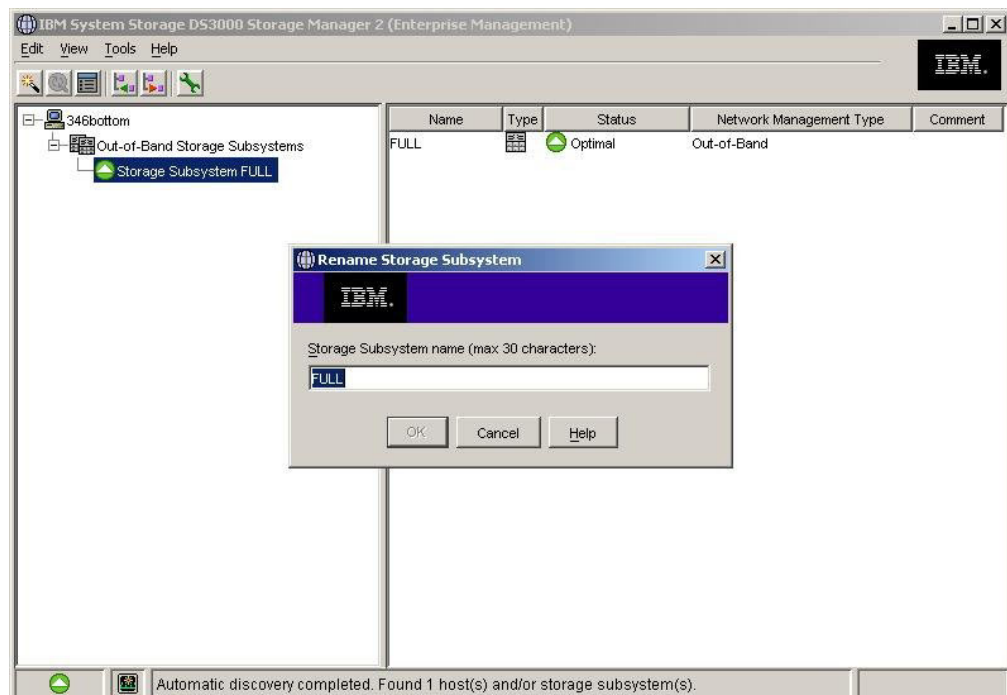 IBM System Storage DS3000 Storage Manager 2 (Enterprise Management)
Edit View Tools Help
IBM.
346bottom
Out-of-Band Storage Subsystems
Storage Subsystem FULL
Name Type Status Network Management Type Comment
FULL Optimal Out-of-Band
Rename Storage Subsystem
IBM.
Storage Subsystem name (max 30 characters):
FULL
OK Cancel Help
Automatic discovery completed. Found 1 host(s) and/or storage subsystem(s).